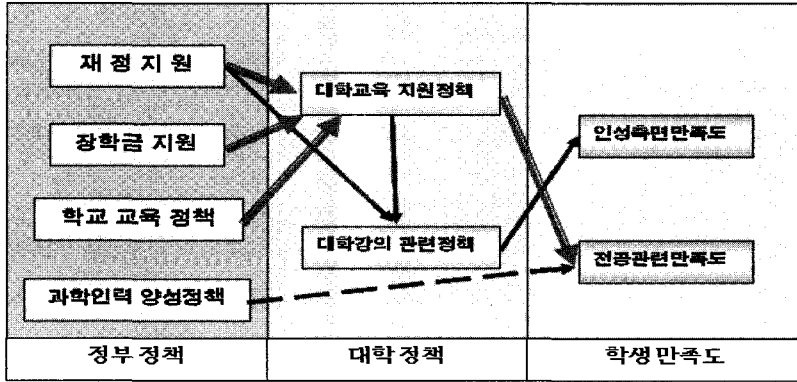 재 정 지 원
장학금 지원
학교 교육 정책
과학인력 양성정책
대학교육 지원정책
대학강의 관련정책
인성측면만족도
전공관련만족도
정부 정책
대학 정책
학생 만족도